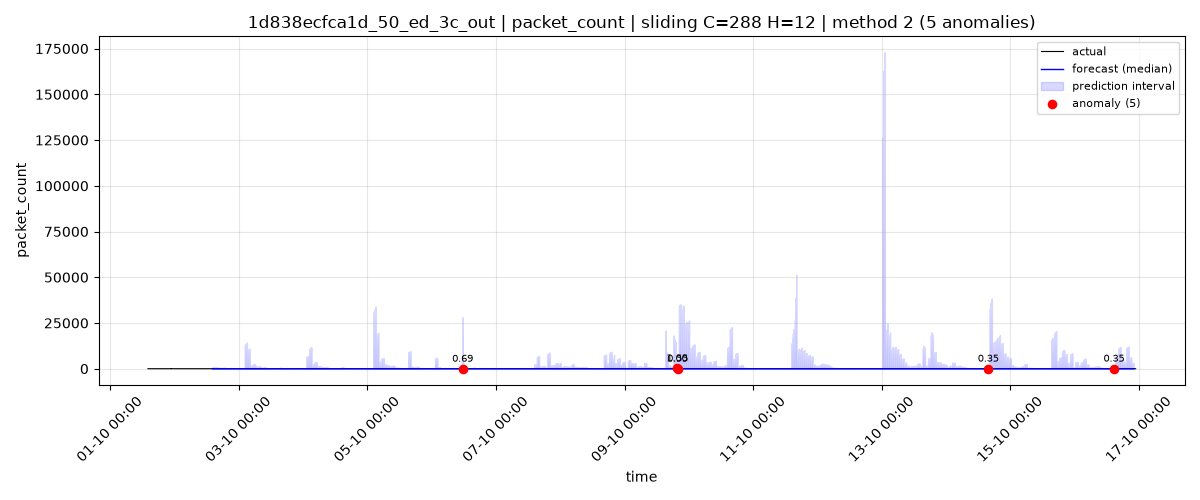 1d838ecfca1d_50_ed_3c_out | packet_count | sliding C=288 H=12 | method 2 (5 anomalies)
actual
forecast (median)
prediction interval
anomaly (5)
packet_count
175000
150000
125000
100000
75000
50000
25000
0
0.69
0.35
0.35
01-10 00:00
03-10 00:00
05-10 00:00
07-10 00:00
09-10 00:00
11-10 00:00
13-10 00:00
15-10 00:00
17-10 00:00
time